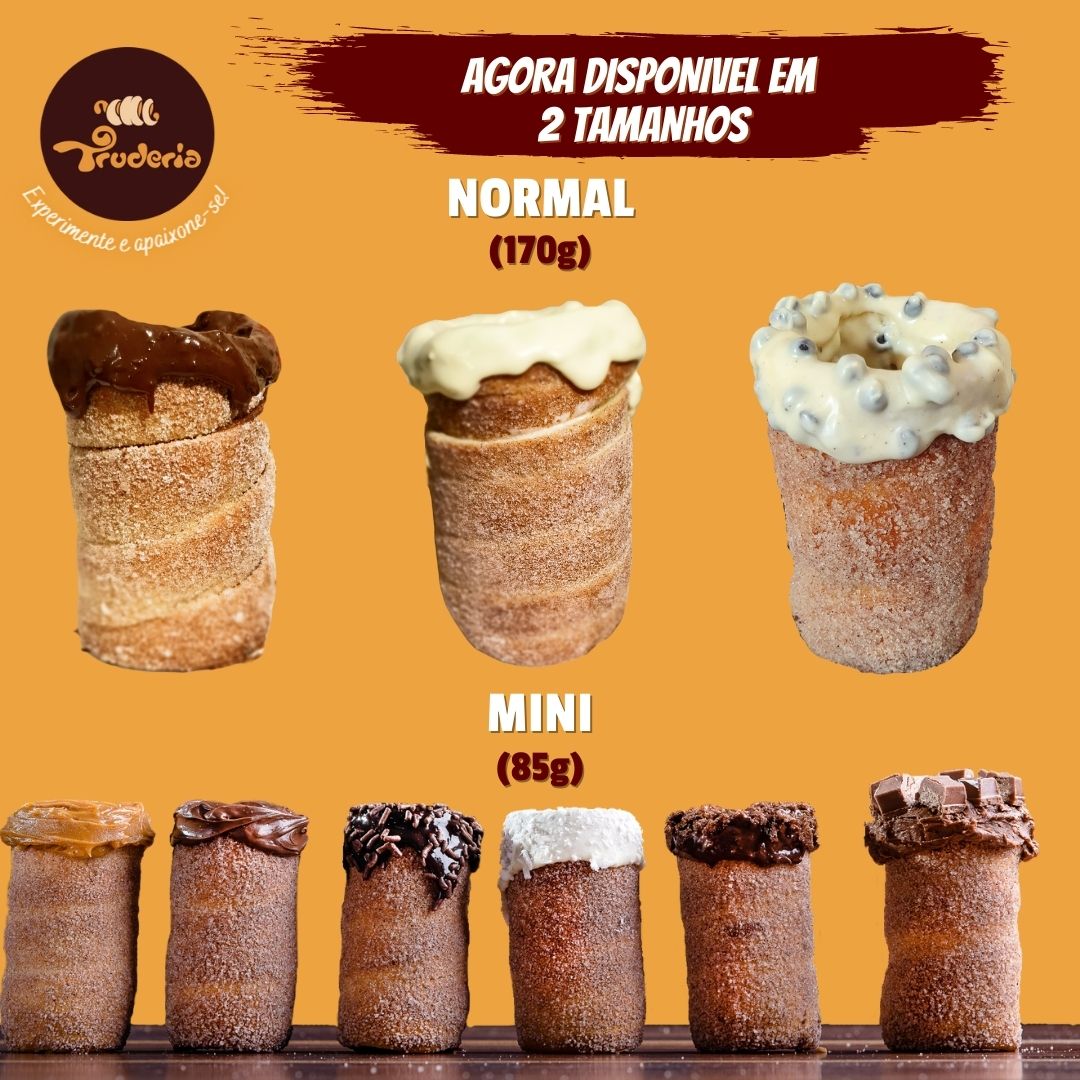 Truderia
Experimente e apaixone-se!
AGORA DISPONIVEL EM
2 TAMANHOS
NORMAL
(170g)
MINI
(85g)